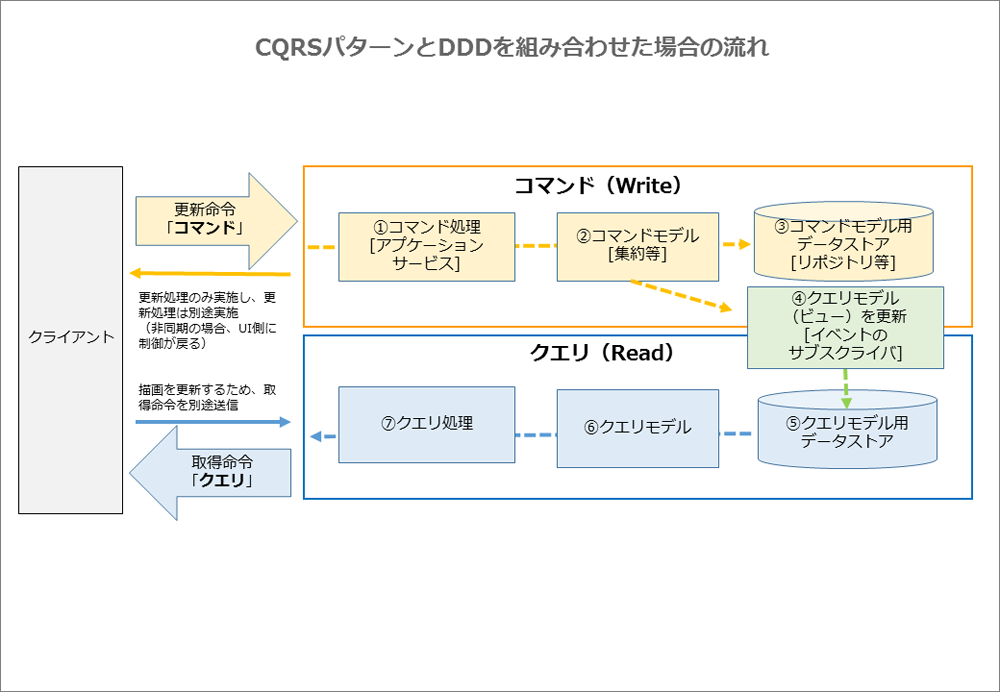 CQRSパターンとDDDを組み合わせた場合の流れ
クライアント
更新命令
「コマンド」
更新処理のみ実施し、更
新処理は別途実施
（非同期の場合、UI側に
制御が戻る）
描画を更新するため、取
得命令を別途送信
取得命令
「クエリ」
コマンド（Write）
①コマンド処理
[アプケーション
サービス]
②コマンドモデル
[集約等]
③コマンドモデル用
データストア
[リポジトリ等]
④クエリモデル
（ビュー）を更新
[イベントの
サブスクライバ]
クエリ（Read）
⑦クエリ処理
⑥クエリモデル
⑤クエリモデル用
データストア